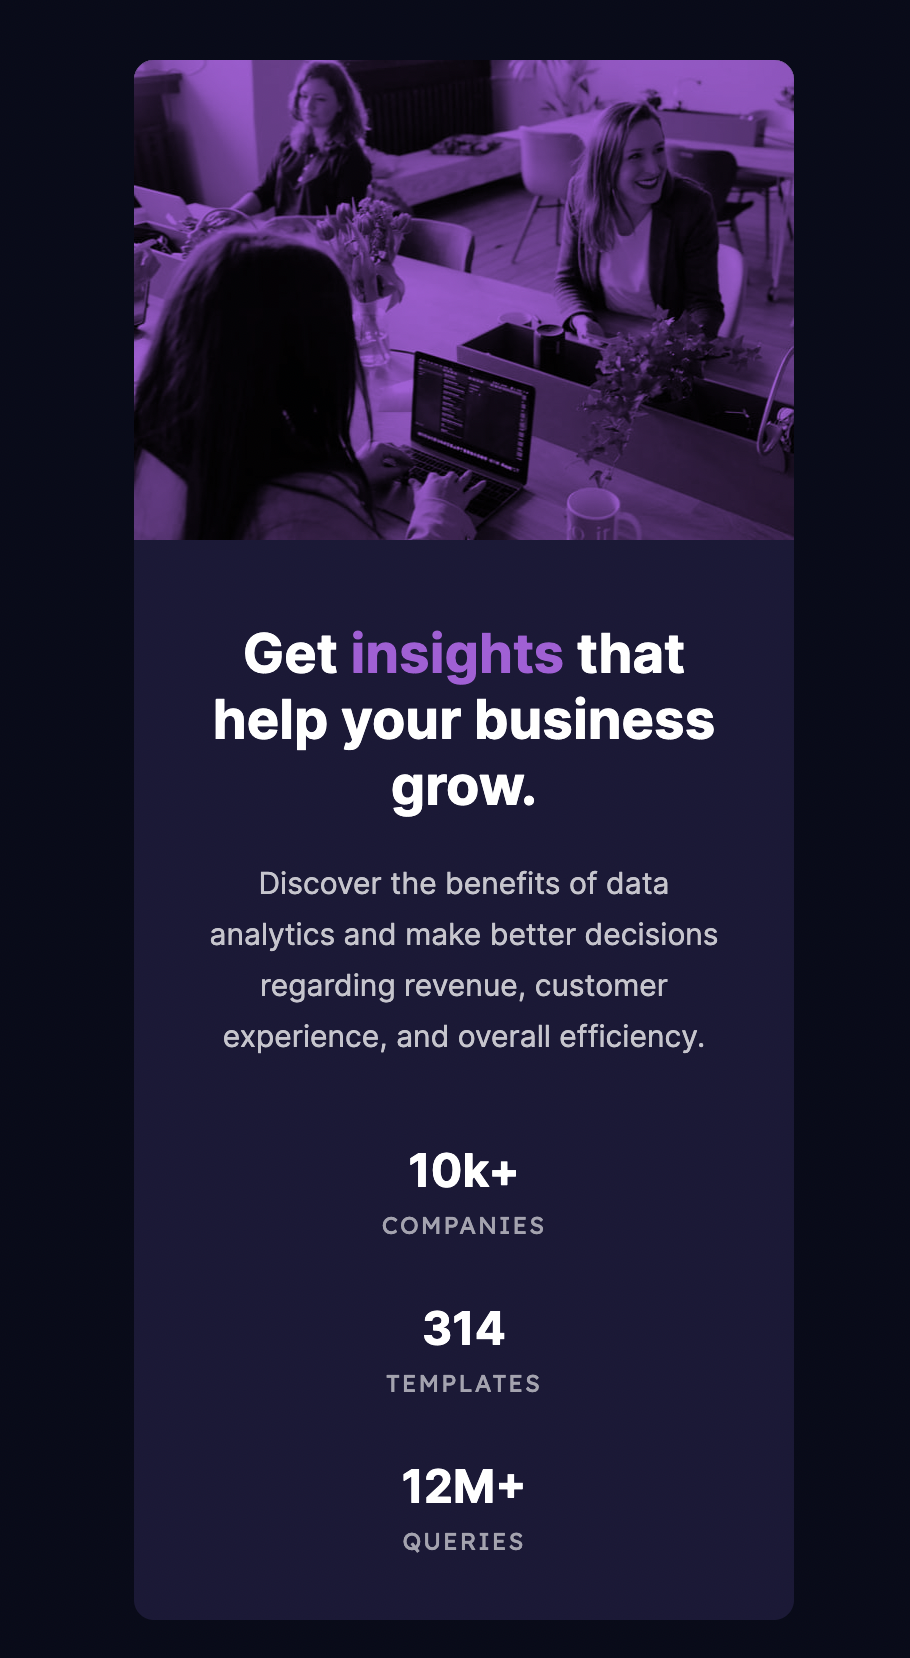 Get insights that
help your business
grow.
Discover the benefits of data
analytics and make better decisions
regarding revenue, customer
experience, and overall efficiency.
10k+
COMPANIES
314
TEMPLATES
12M+
QUERIES